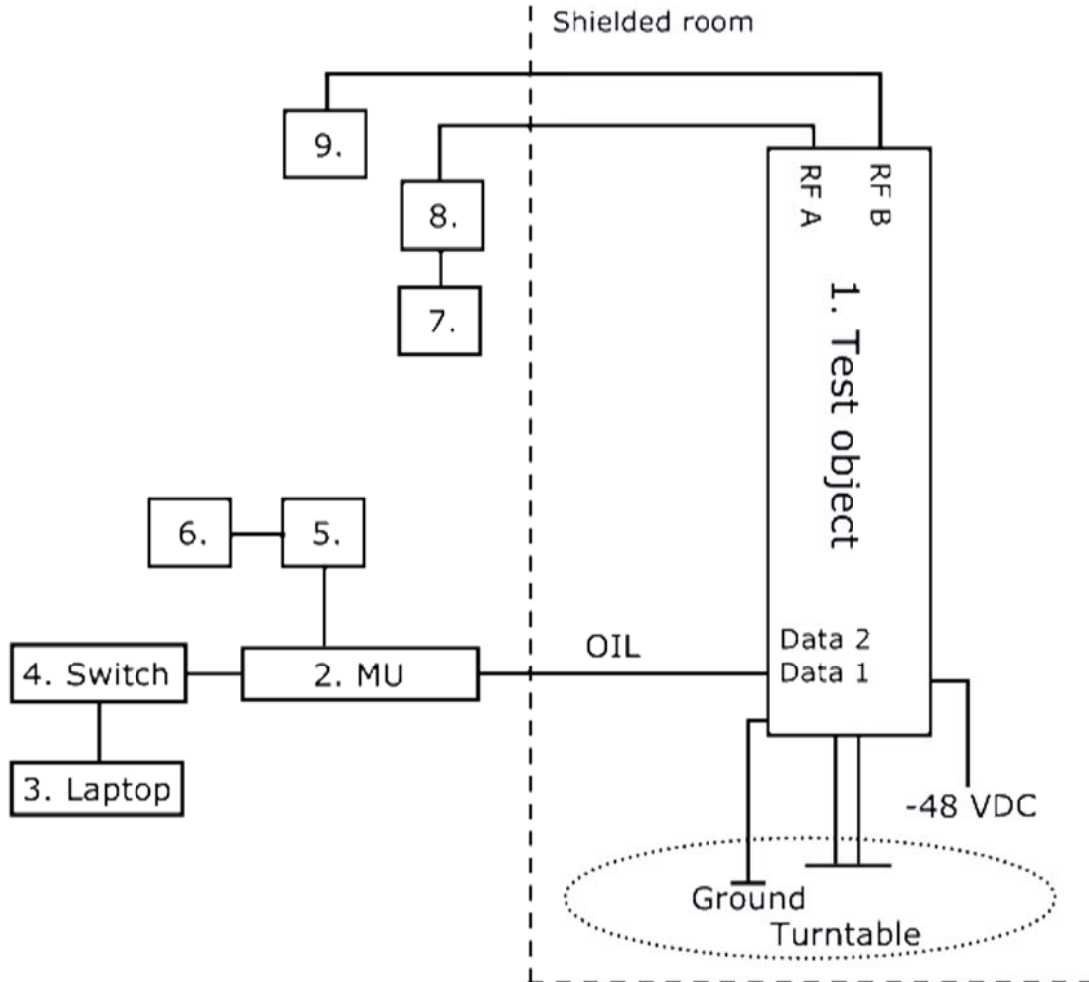 Shielded room
9.
8.
7.
RF A
RF B
1. Test object
6.
5.
4. Switch
2. MU
OIL
Data 2
Data 1
3. Laptop
-48 VDC
Ground
Turntable